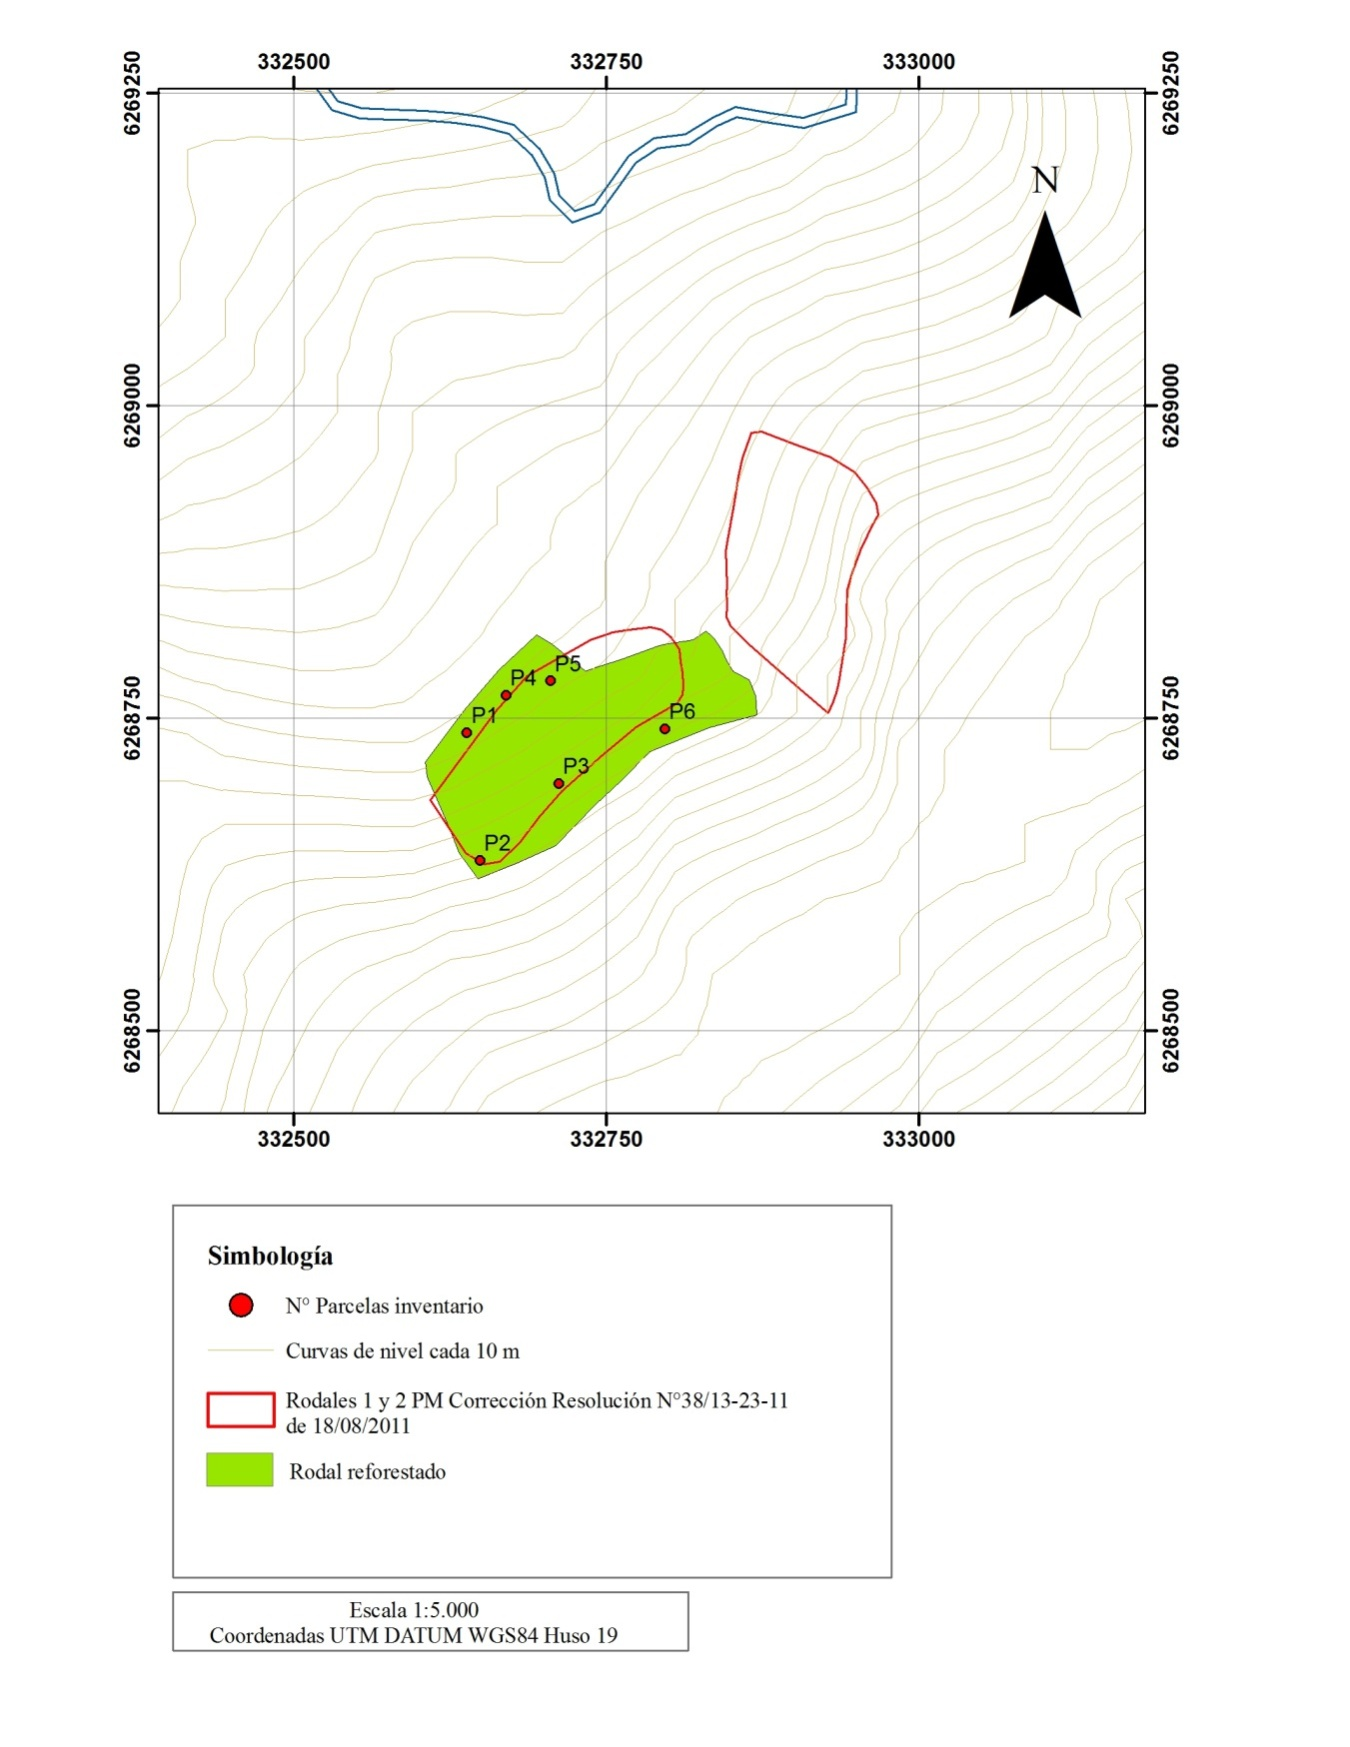 332500 332750 333000
6269250 6269250
N
6269000 6269000
P5
P4
P1
P6
6268750 6268750
P3
P2
6268500 6268500
332500 332750 333000
Simbología
N° Parcelas inventario
Curvas de nivel cada 10 m
Rodales 1 y 2 PM Corrección Resolución N°38/13-23-11
de 18/08/2011
Rodal reforestado
Escala 1:5.000
Coordenadas UTM DATUM WGS84 Huso 19